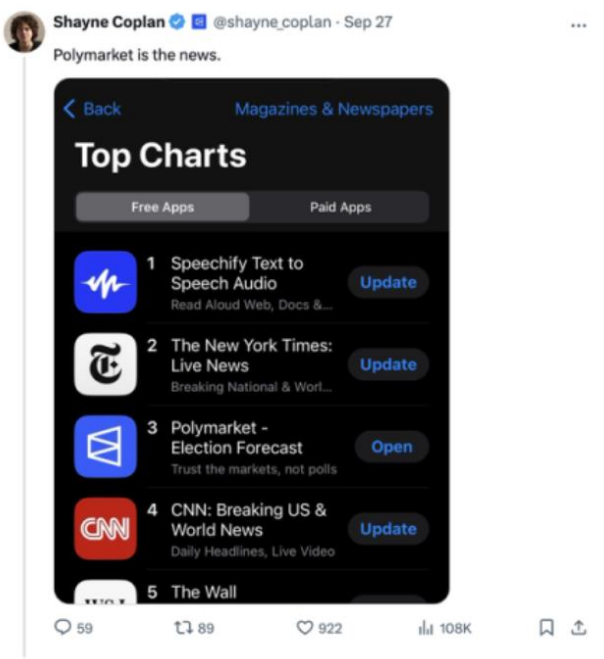 Shayne Coplan @shayne_coplan · Sep 27
Polymarket is the news.
Back
Magazines & Newspapers
Top Charts
Free Apps
Paid Apps
1 Speechify Text to
Speech Audio
Read Aloud Web, Docs &...
Update
2 The New York Times:
Live News
Breaking National & Worl...
Update
3 Polymarket -
Election Forecast
Trust the markets, not polls
Open
CNN
4 CNN: Breaking US &
World News
Daily Headlines, Live Video
Update
5 The Wall
59
89
922
108K